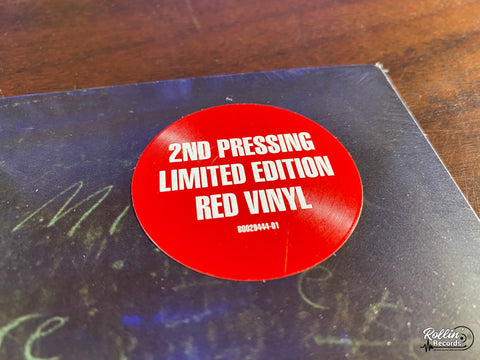 2ND PRESSING
LIMITED EDITION
RED VINYL
B0029444-01
Rollin'
Records